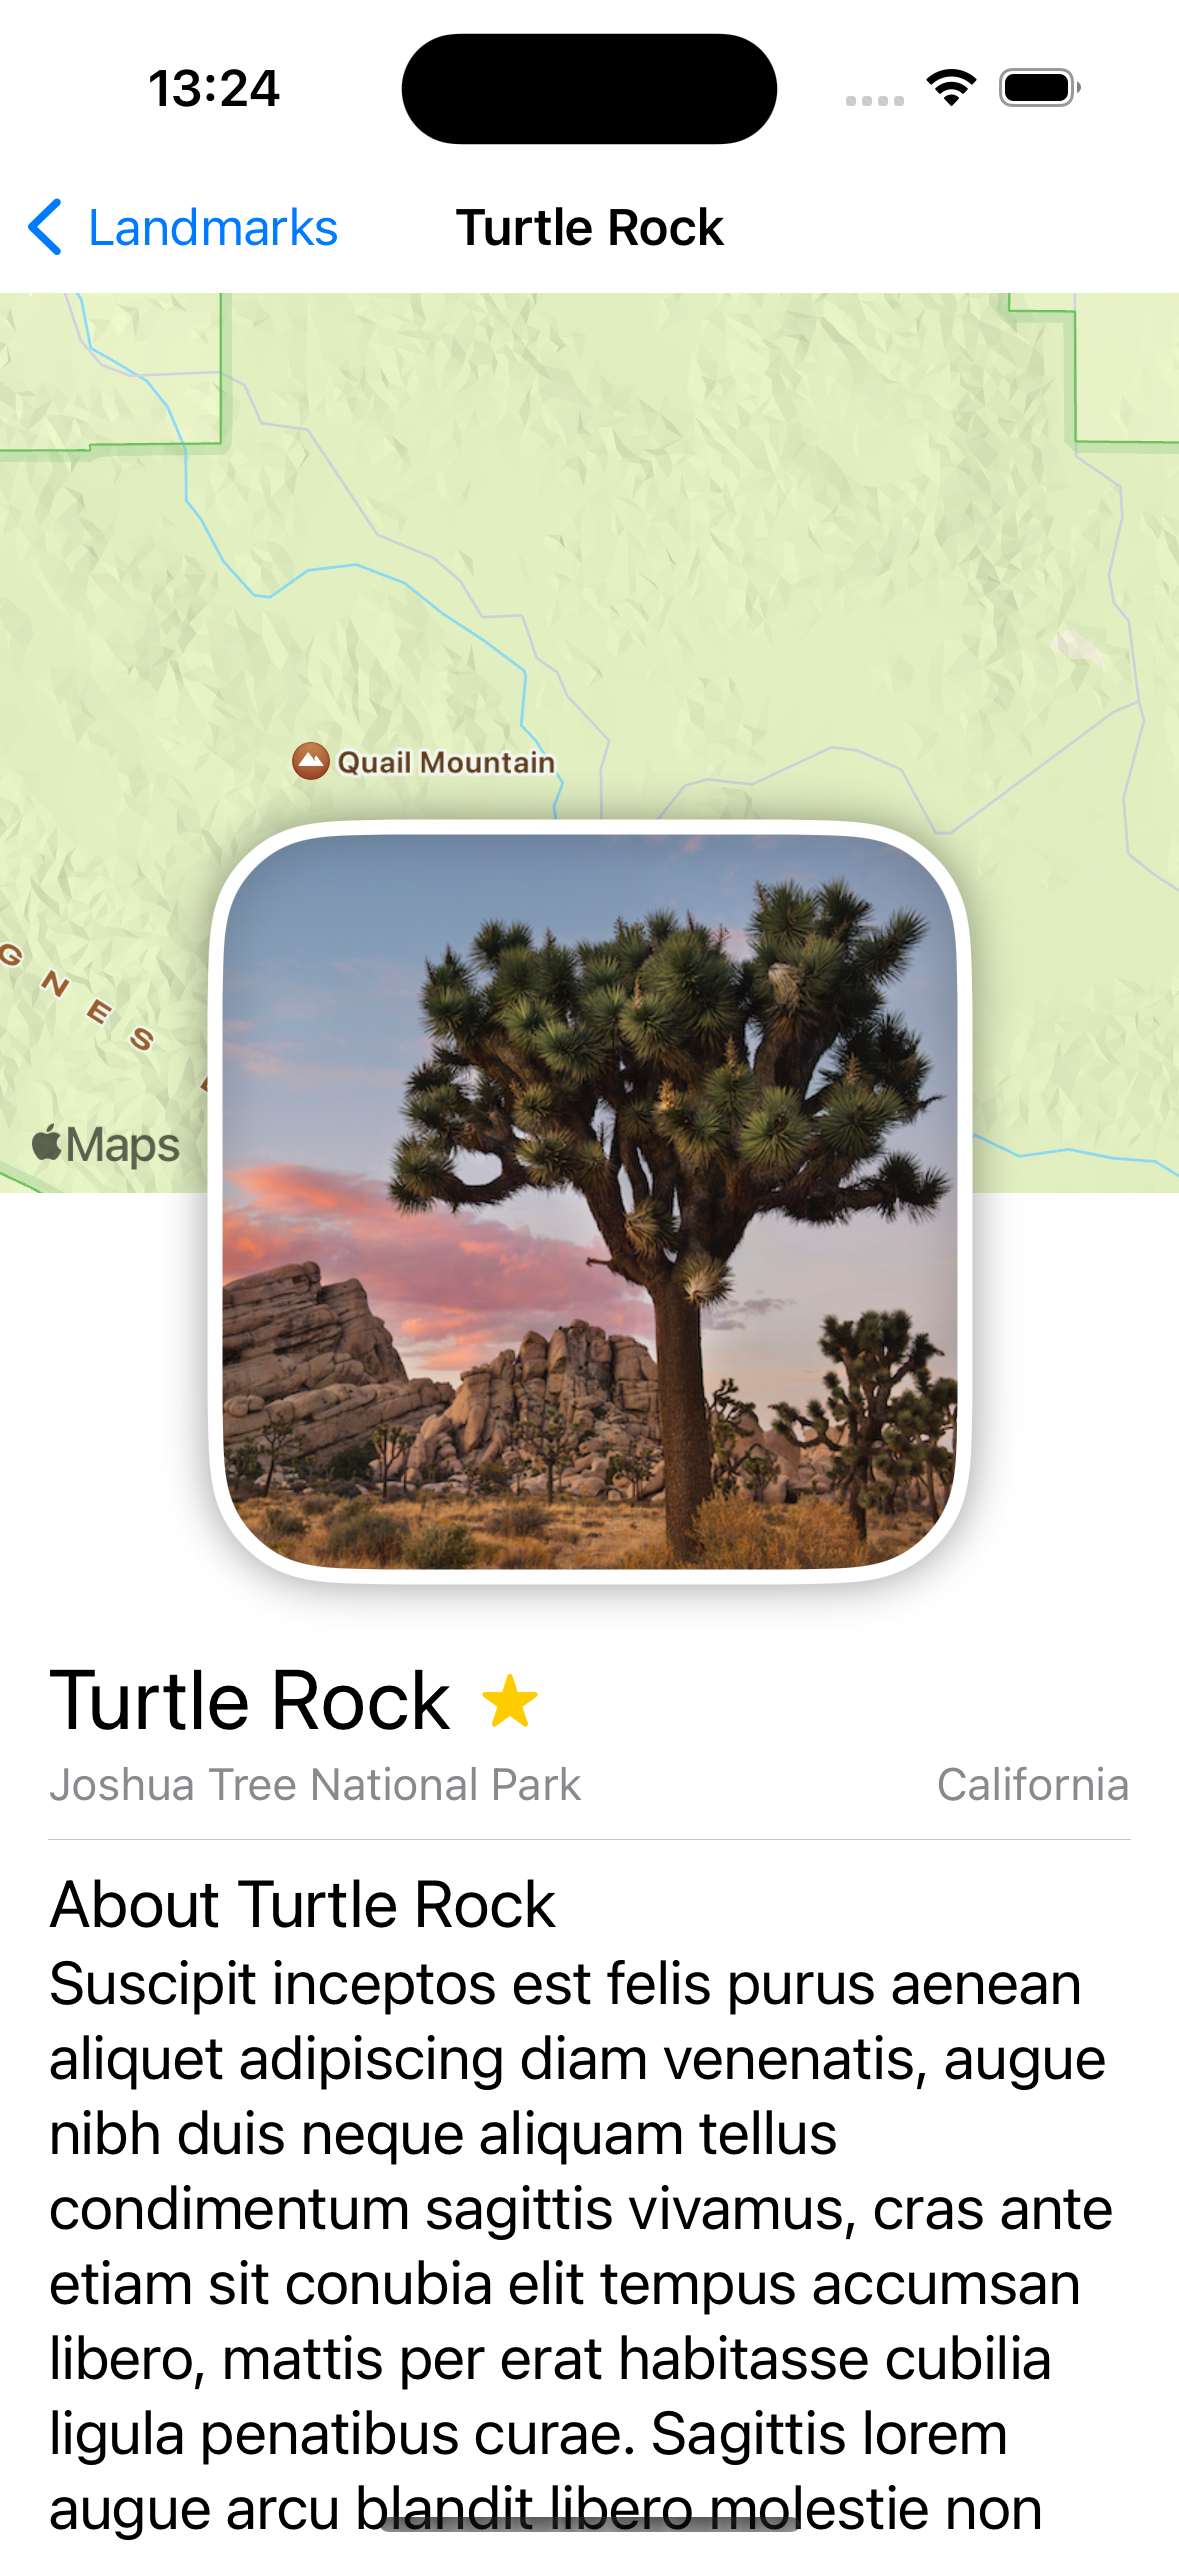 13:24
Landmarks
Turtle Rock
Quail Mountain
G N E S
Maps
Turtle Rock
Joshua Tree National Park
California
About Turtle Rock
Suscipit inceptos est felis purus aenean
aliquet adipiscing diam venenatis, augue
nibh duis neque aliquam tellus
condimentum sagittis vivamus, cras ante
etiam sit conubia elit tempus accumsan
libero, mattis per erat habitasse cubilia
ligula penatibus curae. Sagittis lorem
augue arcu blandit libero molestie non